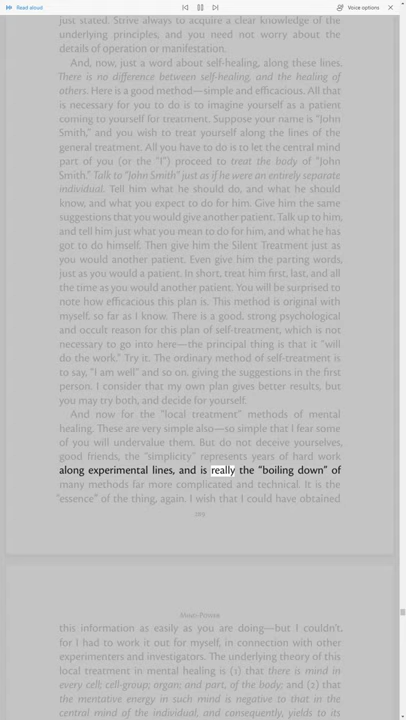 Read aloud
Voice options
just stated. Strive always to acquire a clear knowledge of the
underlying principles, and you need not worry about the
details of operation or manifestation.
And, now, just a word about self-healing, along these lines.
There is no difference between self-healing, and the healing of
others. Here is a good method—simple and efficacious. All that
is necessary for you to do is to imagine yourself as a patient
coming to yourself for treatment. Suppose your name is "John
Smith," and you wish to treat yourself along the lines of the
general treatment. All you have to do is to let the central mind
part of you (or the "I") proceed to treat the body of "John
Smith." Talk to "John Smith" just as if he were an entirely separate
individual. Tell him what he should do, and what he should
know, and what you expect to do for him. Give him the same
suggestions that you would give another patient. Talk up to him,
and tell him just what you mean to do for him, and what he has
got to do himself. Then give him the Silent Treatment just as
you would another patient. Even give him the parting words,
just as you would a patient. In short, treat him first, last, and all
the time as you would another patient. You will be surprised to
note how efficacious this plan is. This method is original with
myself, so far as I know. There is a good, strong psychological
and occult reason for this plan of self-treatment, which is not
necessary to go into here—the principal thing is that it "will
do the work." Try it. The ordinary method of self-treatment is
to say, "I am well" and so on, giving the suggestions in the first
person. I consider that my own plan gives better results, but
you may try both, and decide for yourself.
And now for the "local treatment" methods of mental
healing. These are very simple also—so simple that I fear some
of you will undervalue them. But do not deceive yourselves,
good friends, the "simplicity" represents years of hard work
along experimental lines, and is really the "boiling down" of
many methods far more complicated and technical. It is the
"essence" of the thing, again. I wish that I could have obtained
Mind-Power
this information as easily as you are doing—but I couldn't,
for I had to work it out for myself, in connection with other
experimenters and investigators. The underlying theory of this
local treatment in mental healing is (1) that there is mind in
every cell; cell-group; organ; and part, of the body; and (2) that
the mentative energy in such mind is negative to that in the
central mind of the individual, and consequently, yields to its